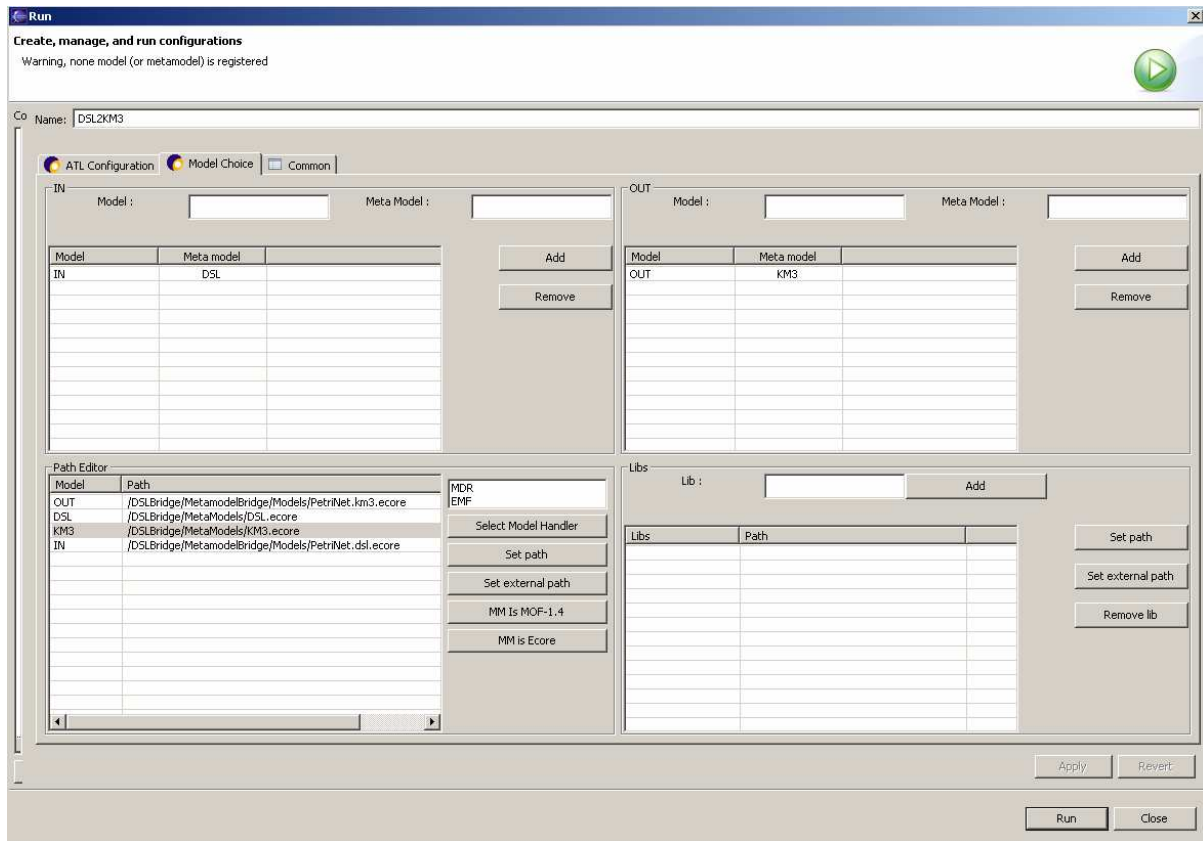 Run
Create, manage, and run configurations
Warning, none model (or metamodel) is registered
Co
Name: DSL2KM3
ATL Configuration Model Choice Common
IN
Model : Meta Model :
Model Meta model
IN DSL
Add
Remove
OUT
Model : Meta Model :
Model Meta model
OUT KM3
Add
Remove
Path Editor
Model Path
OUT /DSLBridge/MetamodelBridge/Models/PetriNet.km3.ecore
DSL /DSLBridge/MetaModels/DSL.ecore
KM3 /DSLBridge/MetaModels/KM3.ecore
IN /DSLBridge/MetamodelBridge/Models/PetriNet.dsl.ecore
MDR
EMF
Select Model Handler
Set path
Set external path
MM Is MOF-1.4
MM is Ecore
Libs
Lib : Add
Libs Path
Set path
Set external path
Remove lib
Apply Revert
Run Close